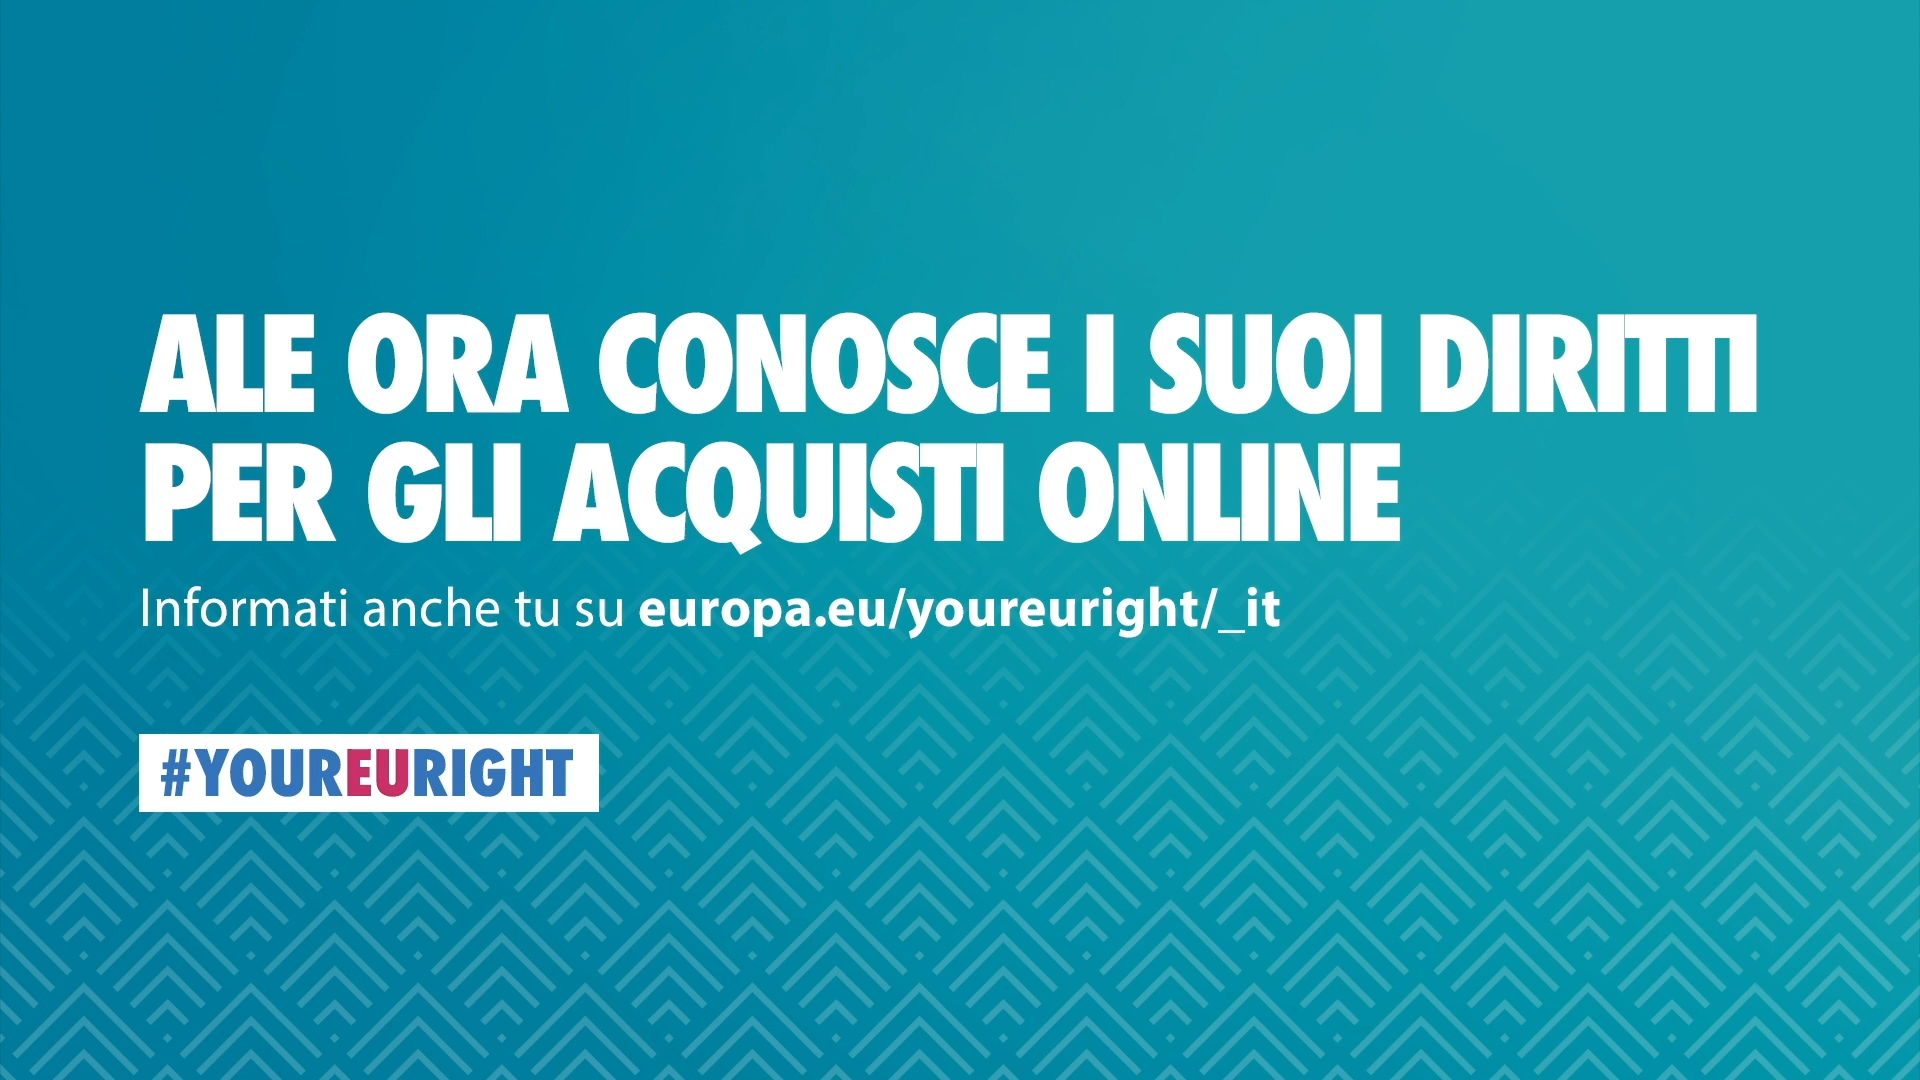 ALE ORA CONOSCE I SUOI DIRITTI
PER GLI ACQUISTI ONLINE
Informati anche tu su europa.eu/youreuright/_it
#YOUREURIGHT